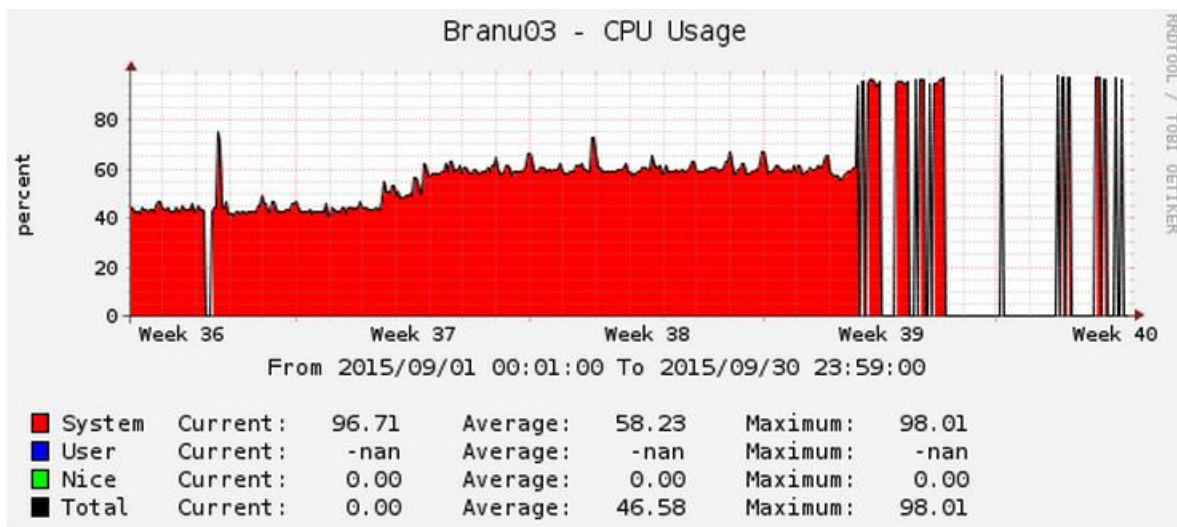 Branu03 - CPU Usage
RRDTOOL / TOBI OETIKER
percent
80
60
40
20
0
Week 36 Week 37 Week 38 Week 39 Week 40
From 2015/09/01 00:01:00 To 2015/09/30 23:59:00
System Current: 96.71 Average: 58.23 Maximum: 98.01
User Current: -nan Average: -nan Maximum: -nan
Nice Current: 0.00 Average: 0.00 Maximum: 0.00
Total Current: 0.00 Average: 46.58 Maximum: 98.01